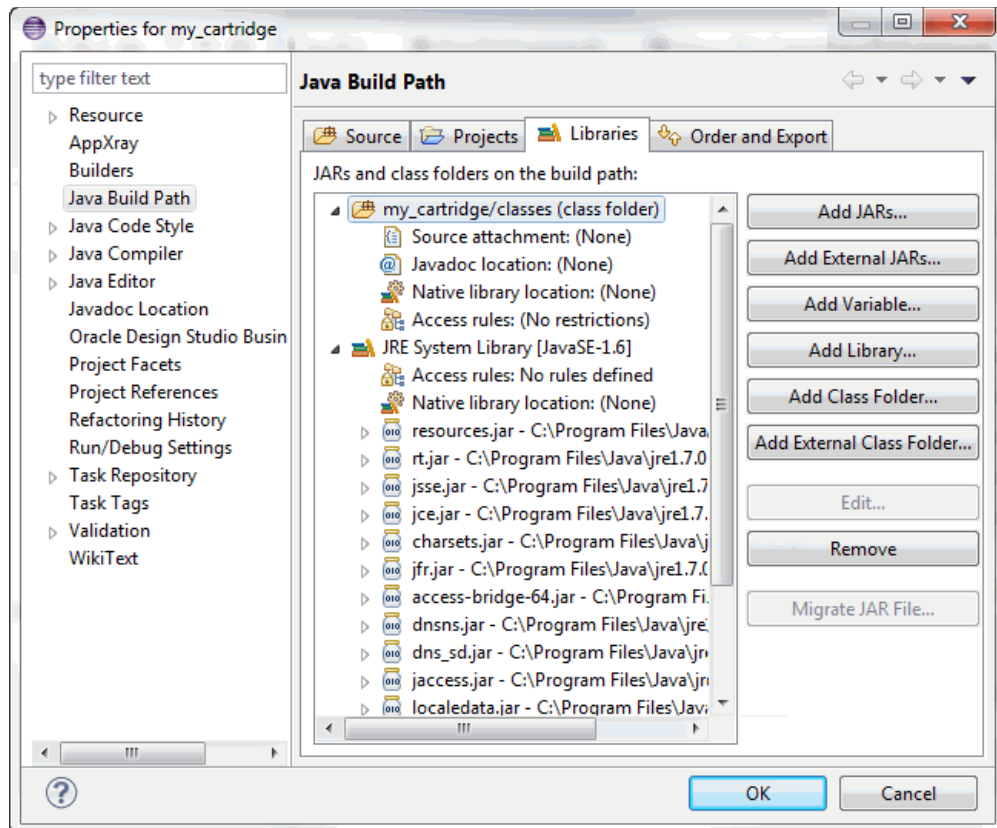 Properties for my_cartridge
type filter text
Resource
AppXray
Builders
Java Build Path
Java Code Style
Java Compiler
Java Editor
Javadoc Location
Oracle Design Studio Busin
Project Facets
Project References
Refactoring History
Run/Debug Settings
Task Repository
Task Tags
Validation
WikiText
Java Build Path
Source Projects Libraries Order and Export
JARs and class folders on the build path:
my_cartridge/classes (class folder)
Source attachment: (None)
Javadoc location: (None)
Native library location: (None)
Access rules: (No restrictions)
JRE System Library [JavaSE-1.6]
Access rules: No rules defined
Native library location: (None)
resources.jar - C:\Program Files\Java
rt.jar - C:\Program Files\Java\jre1.7.0
jsse.jar - C:\Program Files\Java\jre1.7
jce.jar - C:\Program Files\Java\jre1.7.
charsets.jar - C:\Program Files\Java\j
jfr.jar - C:\Program Files\Java\jre1.7.0
access-bridge-64.jar - C:\Program Fi
dnsns.jar - C:\Program Files\Java\jre
dns_sd.jar - C:\Program Files\Java\jr
jaccess.jar - C:\Program Files\Java\jr
localedata.jar - C:\Program Files\Java
Add JARs...
Add External JARs...
Add Variable...
Add Library...
Add Class Folder...
Add External Class Folder...
Edit...
Remove
Migrate JAR File...
OK
Cancel